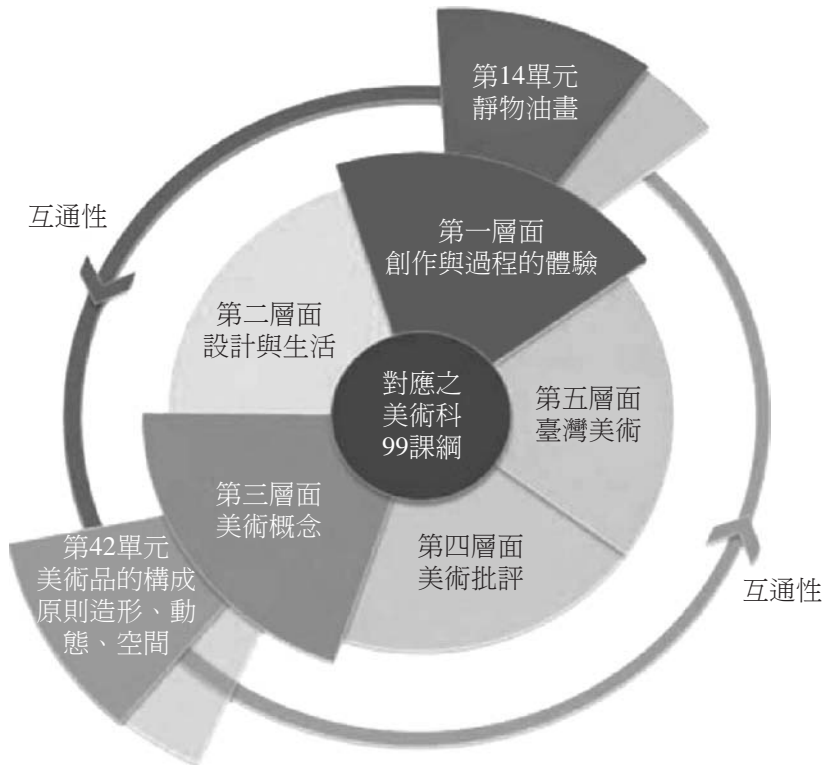 第14單元
靜物油畫
互通性
第一層面
創作與過程的體驗
第二層面
設計與生活
對應之
美術科
99課綱
第五層面
臺灣美術
第三層面
美術概念
第四層面
美術批評
第42單元
美術品的構成
原則造形、動
態、空間
互通性